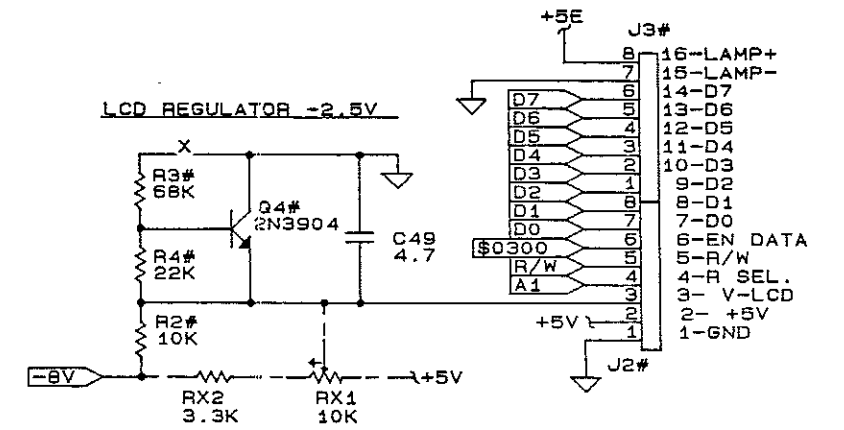 +5E
J3#
8 16-LAMP+
7 15-LAMP-
D7 6 14-D7
D6 5 13-D6
D5 4 12-D5
D4 3 11-D4
D3 2 10-D3
D2 1 9-D2
D1 8 8-D1
D0 7 7-D0
$0300 6 6-EN DATA
R/W 5 5-R/W
A1 4 4-R SEL.
3 3- V-LCD
+5V 2 2- +5V
1 1-GND
J2#
LCD REGULATOR -2.5V
X
R3#
68K
Q4#
2N3904
C49
4.7
R4#
22K
R2#
10K
-8V
+5V
RX2
3.3K
RX1
10K